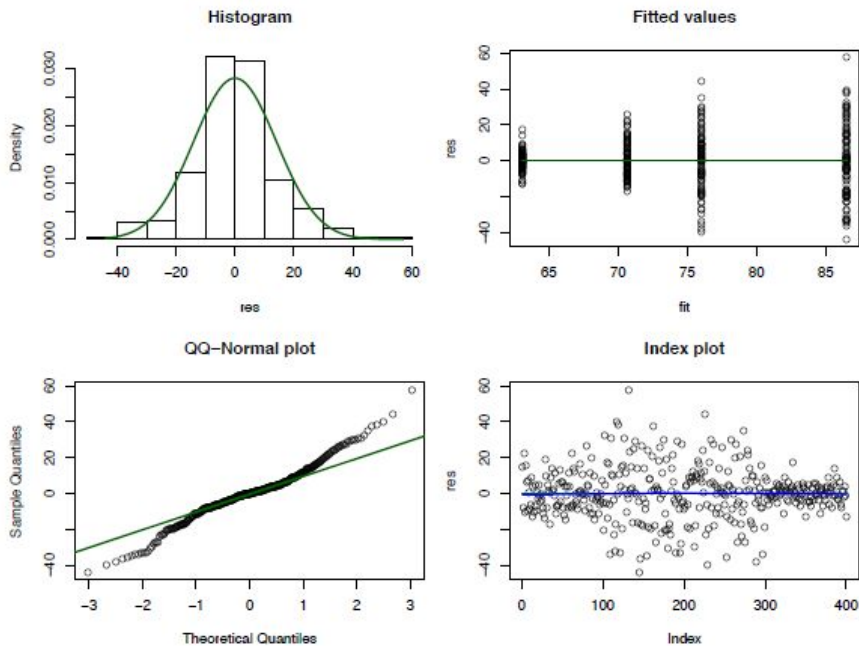 Histogram
Density
0.000 0.010 0.020 0.030
−40 −20 0 20 40 60
res
Fitted values
res
−40 0 20 40 60
65 70 75 80 85
fit
QQ−Normal plot
Sample Quantiles
−40 0 20 40 60
−3 −2 −1 0 1 2 3
Theoretical Quantiles
Index plot
res
−40 0 20 40 60
0 100 200 300 400
Index